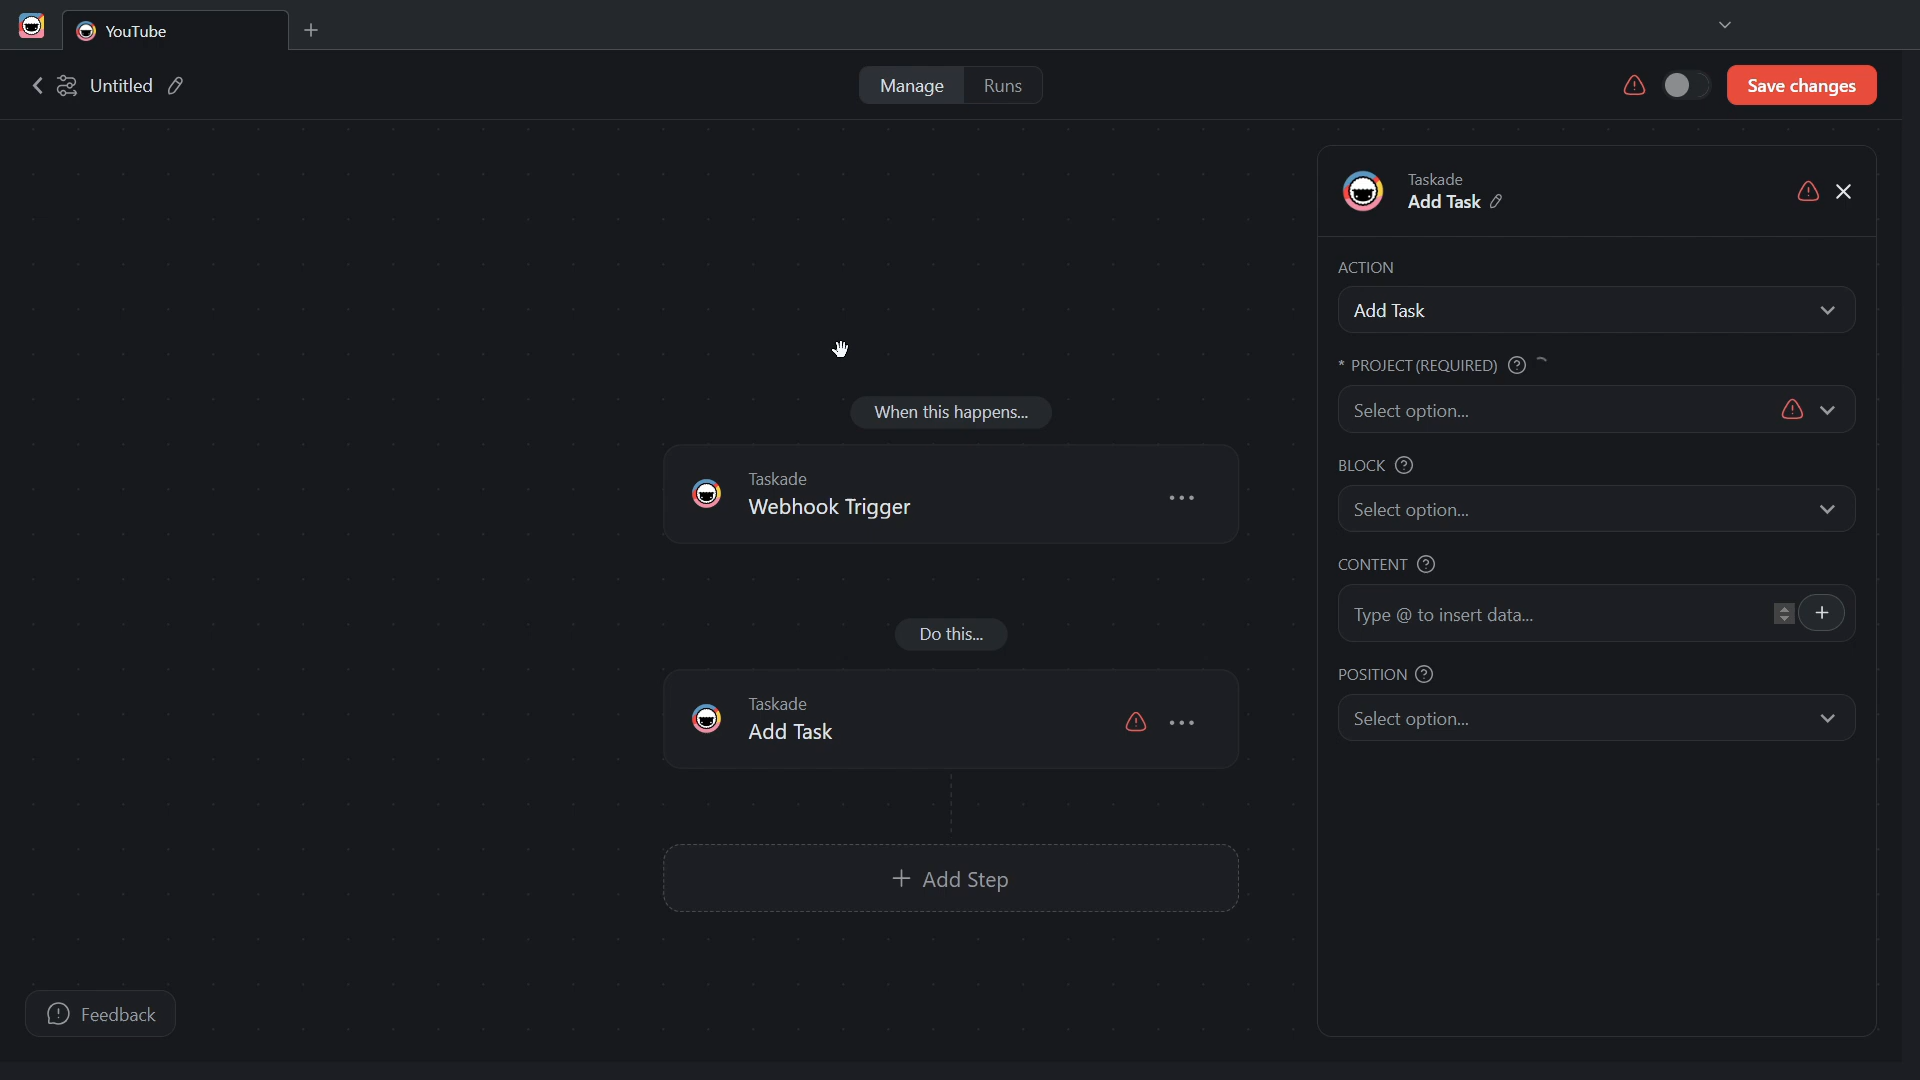 YouTube
Untitled
Manage
Runs
Save changes
Taskade
Add Task
ACTION
Add Task
* PROJECT (REQUIRED)
Select option...
BLOCK
Select option...
CONTENT
Type @ to insert data...
POSITION
Select option...
When this happens...
Taskade
Webhook Trigger
Do this...
Taskade
Add Task
+ Add Step
Feedback